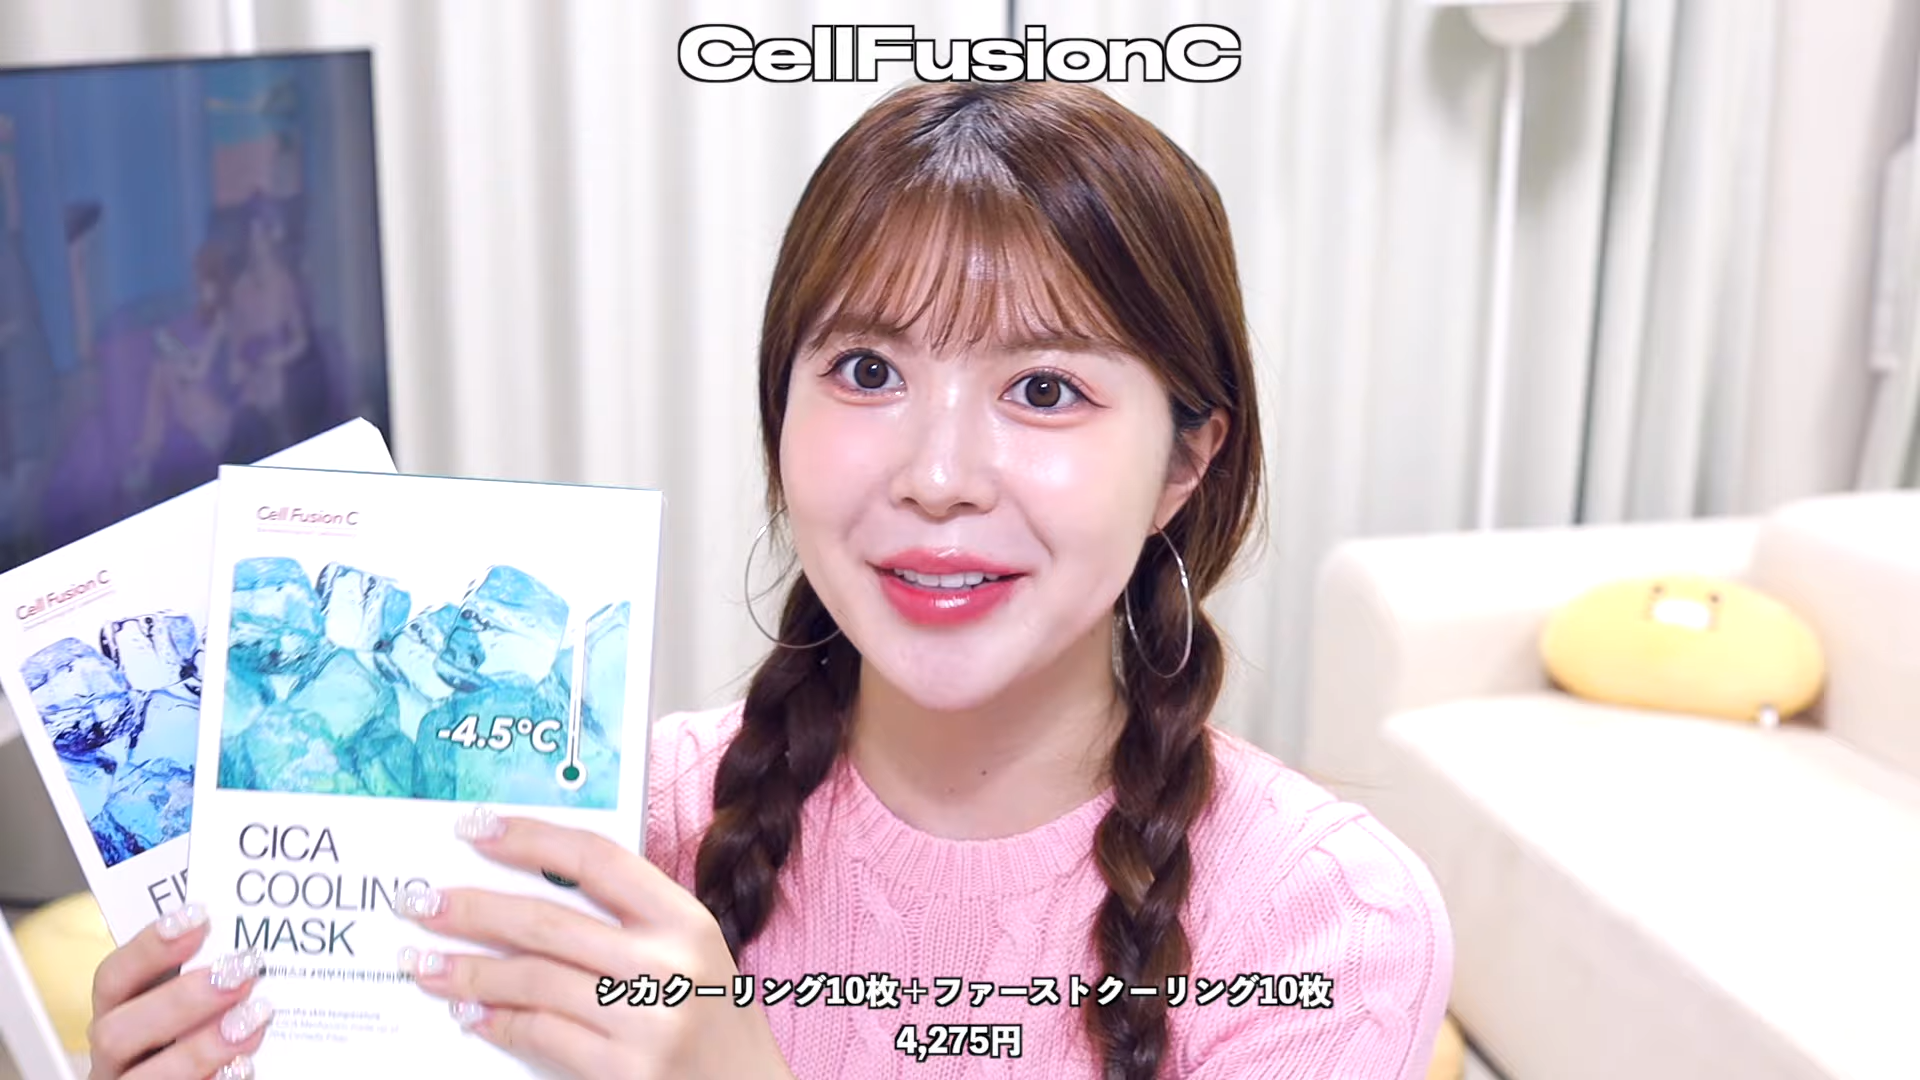 CellFusionC
Cell Fusion C
Cell Fusion C
-4.5°C
CICA
COOLING
MASK
シカクーリング10枚+ファーストクーリング10枚
4,275円